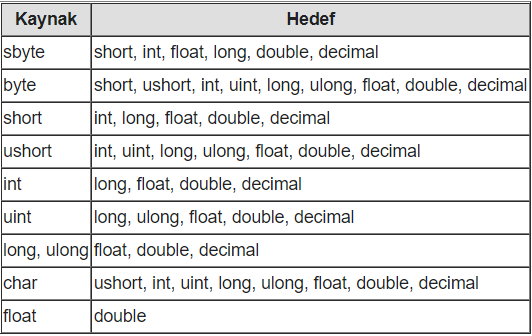 Kaynak Hedef
sbyte short, int, float, long, double, decimal
byte short, ushort, int, uint, long, ulong, float, double, decimal
short int, long, float, double, decimal
ushort int, uint, long, ulong, float, double, decimal
int long, float, double, decimal
uint long, ulong, float, double, decimal
long, ulong float, double, decimal
char ushort, int, uint, long, ulong, float, double, decimal
float double